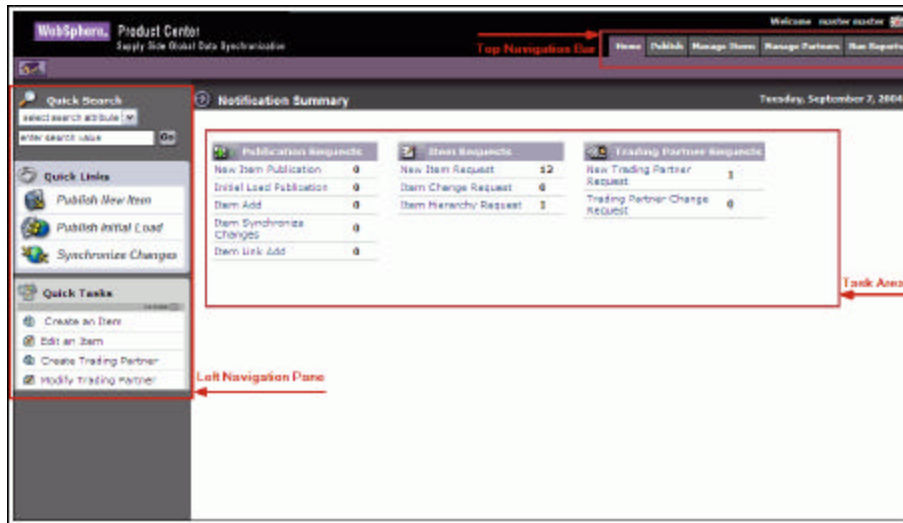 WebSphere. Product Center
Supply Side Global Data Synchronization
Welcome master master
Top Navigation Bar
Home Publish Manage Items Manage Partners Run Reports
Quick Search
select search attribute
enter search value Go
Notification Summary
Tuesday, September 7, 2004
Publication Requests
New Item Publication 0
Initial Load Publication 0
Item Add 0
Item Synchronize
Changes 0
Item Link Add 0
Item Requests
New Item Request 12
Item Change Request 0
Item Hierarchy Request 1
Trading Partner Requests
New Trading Partner
Request 1
Trading Partner Change
Request 0
Task Area
Quick Links
Publish New Item
Publish Initial Load
Synchronize Changes
Quick Tasks
Create an Item
Edit an Item
Create Trading Partner
Modify Trading Partner
Left Navigation Pane